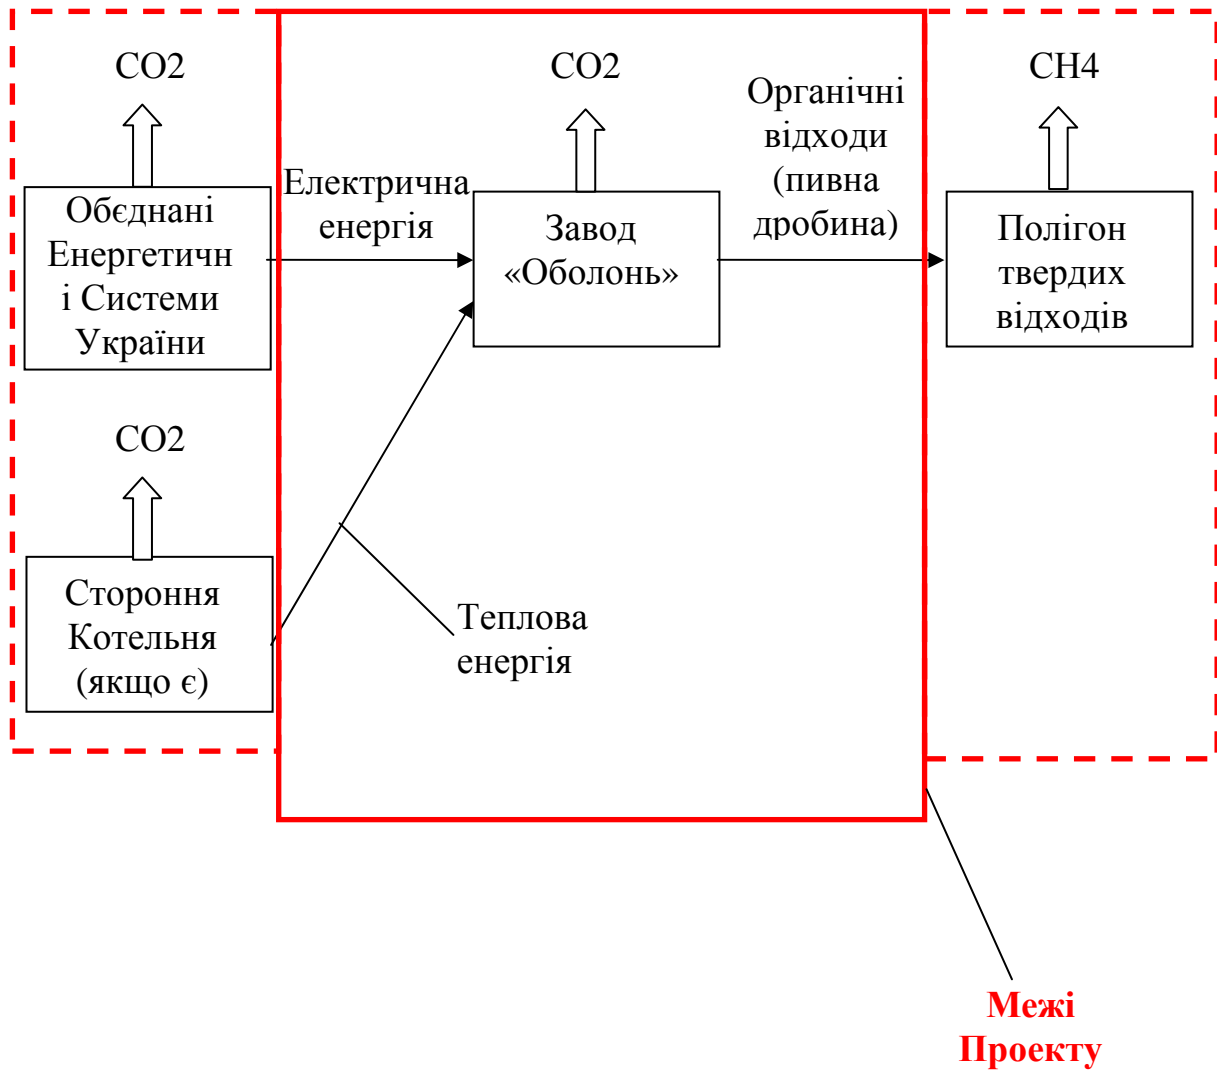 CO2
Обєднані
Енергетичн
і Системи
України
CO2
Стороння
Котельня
(якщо є)
Електрична
енергія
CO2
Завод
«Оболонь»
Теплова
енергія
Органічні
відходи
(пивна
дробина)
CH4
Полігон
твердих
відходів
Межі
Проекту